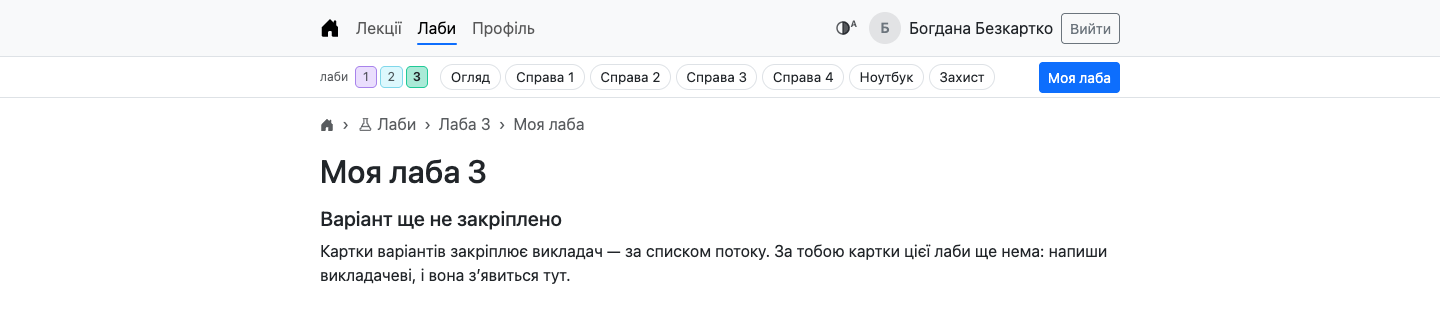 Лекції Лаби Профіль A Б Богдана Безкартко Вийти
лаби 1 2 3 Огляд Справа 1 Справа 2 Справа 3 Справа 4 Ноутбук Захист Моя лаба
› Лаби › Лаба 3 › Моя лаба
Моя лаба 3
Варіант ще не закріплено
Картки варіантів закріплює викладач — за списком потоку. За тобою картки цієї лаби ще нема: напиши
викладачеві, і вона зʼявиться тут.